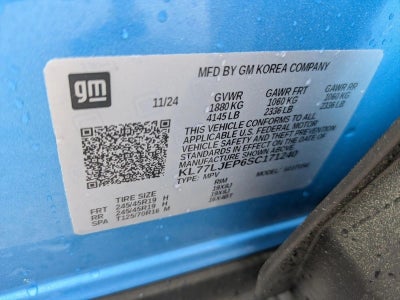 gm
MFD BY GM KOREA COMPANY
11/24
GVWR GAWR FRT GAWR RR
1880 KG 1060 KG 1060 KG
4145 LB 2336 LB 2336 LB
THIS VEHICLE CONFORMS TO ALL
APPLICABLE U.S. FEDERAL MOTOR
VEHICLE SAFETY AND THEFT PREVENTION
STANDARDS IN EFFECT ON THE DATE OF
MANUFACTURE SHOWN ABOVE.
KL77LJEP6SC171240
TYPE: MPV
TIRE SIZE RIM
FRT 245/45R19 H 19X8J
RR 245/45R19 H 19X8J
SPA T125/70R16 M 16X4BT